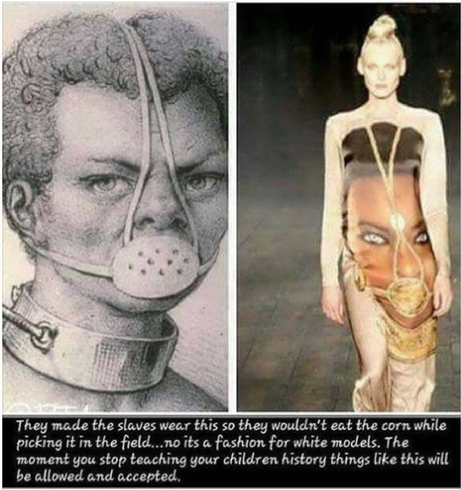 They made the slaves wear this so they wouldn't eat the corn while
picking it in the field...no its a fashion for white models. The
moment you stop teaching your children history things like this will
be allowed and accepted.